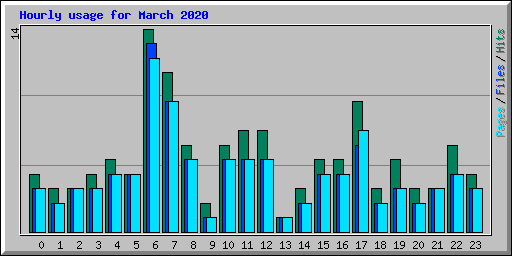 Hourly usage for March 2020
14
Pages / Files / Hits
0 1 2 3 4 5 6 7 8 9 10 11 12 13 14 15 16 17 18 19 20 21 22 23